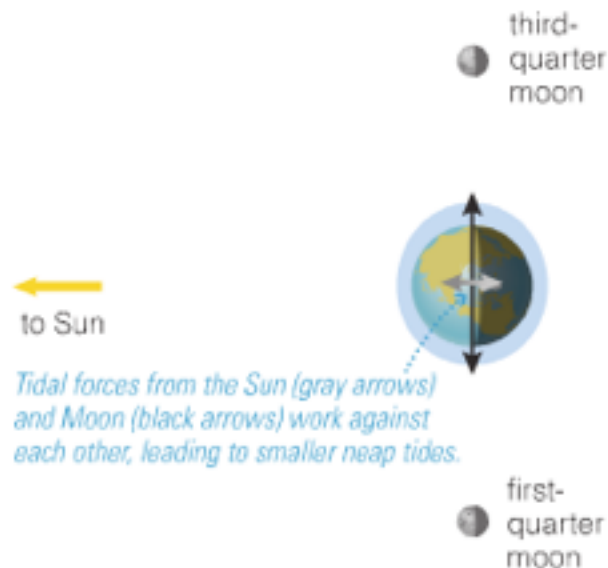 third-
quarter
moon
to Sun
Tidal forces from the Sun (gray arrows)
and Moon (black arrows) work against
each other, leading to smaller neap tides.
first-
quarter
moon